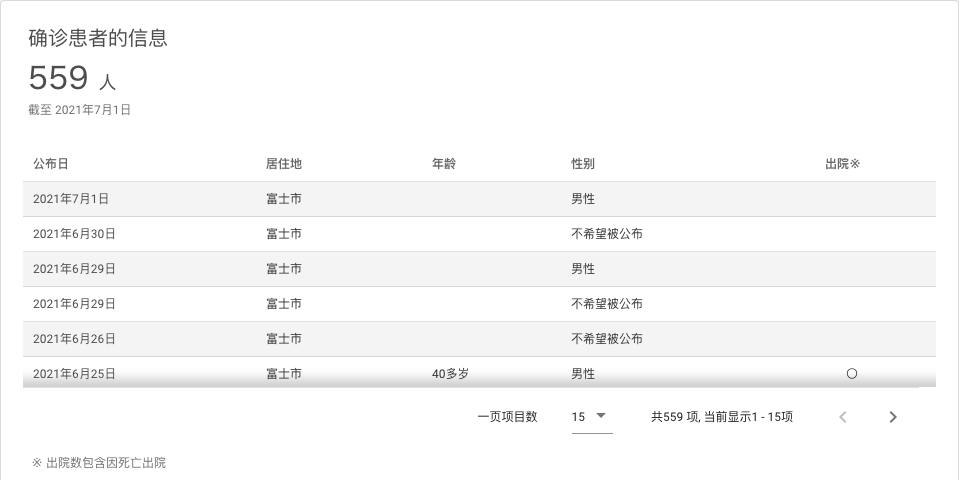 确诊患者的信息
559 人
截至 2021年7月1日
公布日 居住地 年龄 性别 出院※
2021年7月1日 富士市 男性
2021年6月30日 富士市 不希望被公布
2021年6月29日 富士市 男性
2021年6月29日 富士市 不希望被公布
2021年6月26日 富士市 不希望被公布
2021年6月25日 富士市 40多岁 男性 〇
一页项目数 15 共559 项, 当前显示1 - 15项
※ 出院数包含因死亡出院